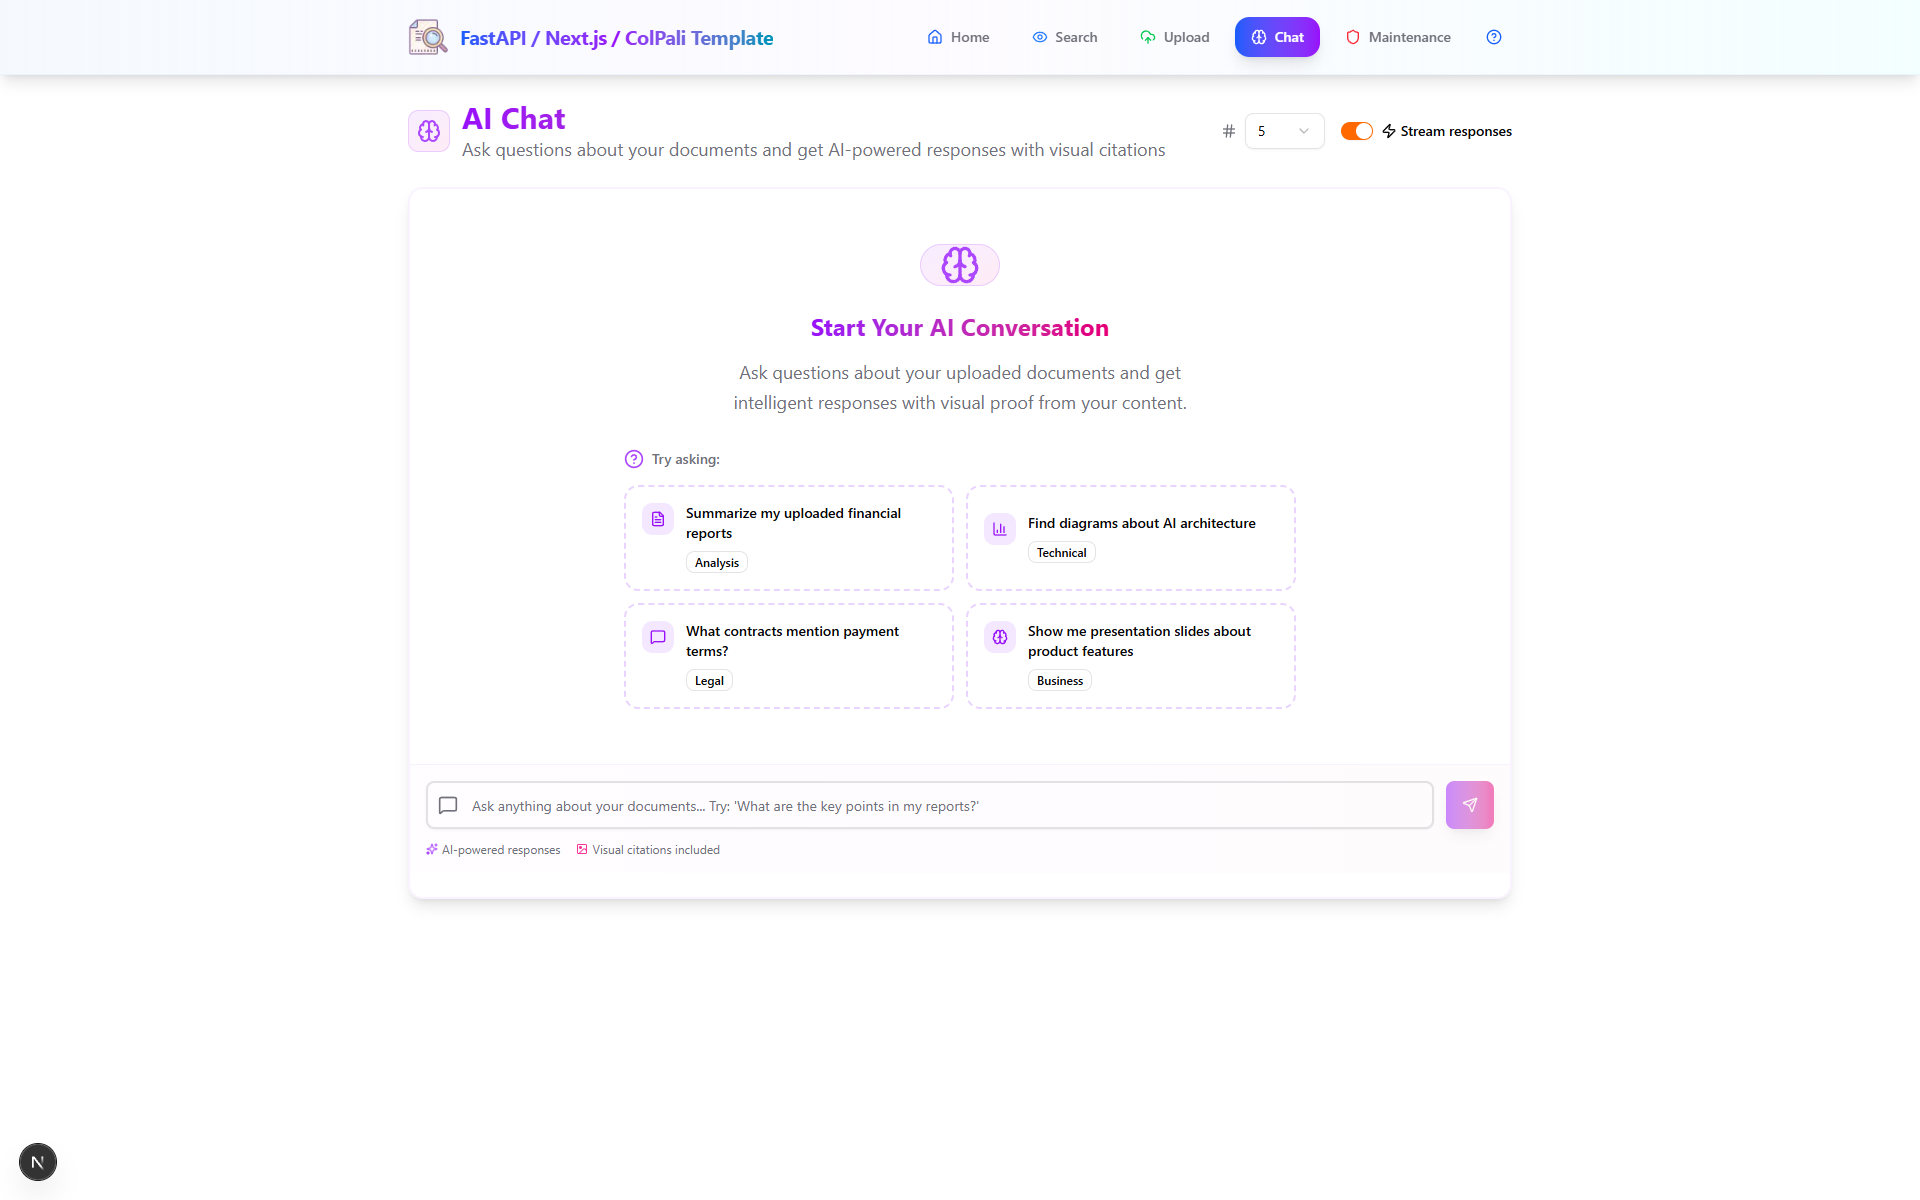 FastAPI / Next.js / ColPali Template
Home
Search
Upload
Chat
Maintenance
AI Chat
Ask questions about your documents and get AI-powered responses with visual citations
# 5
Stream responses
Start Your AI Conversation
Ask questions about your uploaded documents and get
intelligent responses with visual proof from your content.
Try asking:
Summarize my uploaded financial
reports
Analysis
Find diagrams about AI architecture
Technical
What contracts mention payment
terms?
Legal
Show me presentation slides about
product features
Business
Ask anything about your documents... Try: 'What are the key points in my reports?'
AI-powered responses
Visual citations included
N